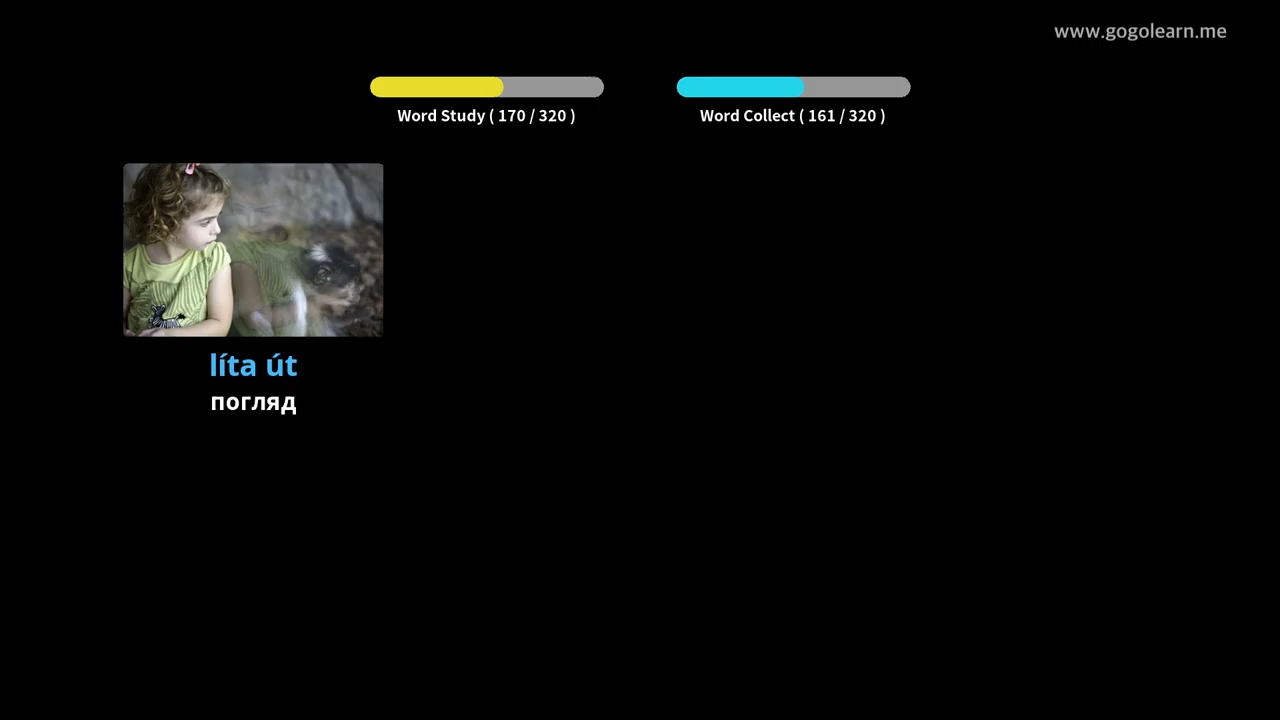 www.gogolearn.me
Word Study ( 170 / 320 )
Word Collect ( 161 / 320 )
líta út
погляд